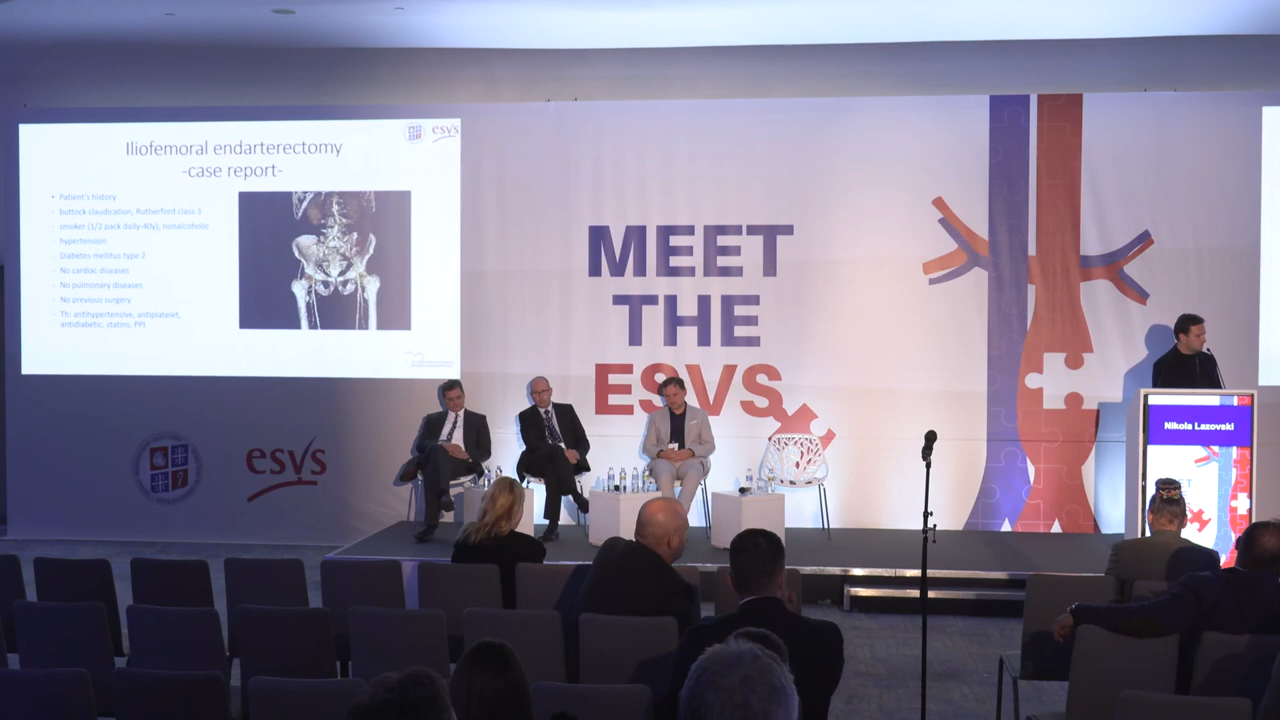 esvs
Iliofemoral endarterectomy
-case report-
• Patient's history
- buttock claudication, Rutherford class 3
- smoker (1/2 pack daily-40y), nonalcoholic
- hypertension
- Diabetes mellitus type 2
- No cardiac diseases
- No pulmonary diseases
- No previous surgery
- Th: antihypertensive, antiplatelet,
antidiabetic, statins, PPI
MEET
THE
ESVS
esvs
Nikola Lazovski